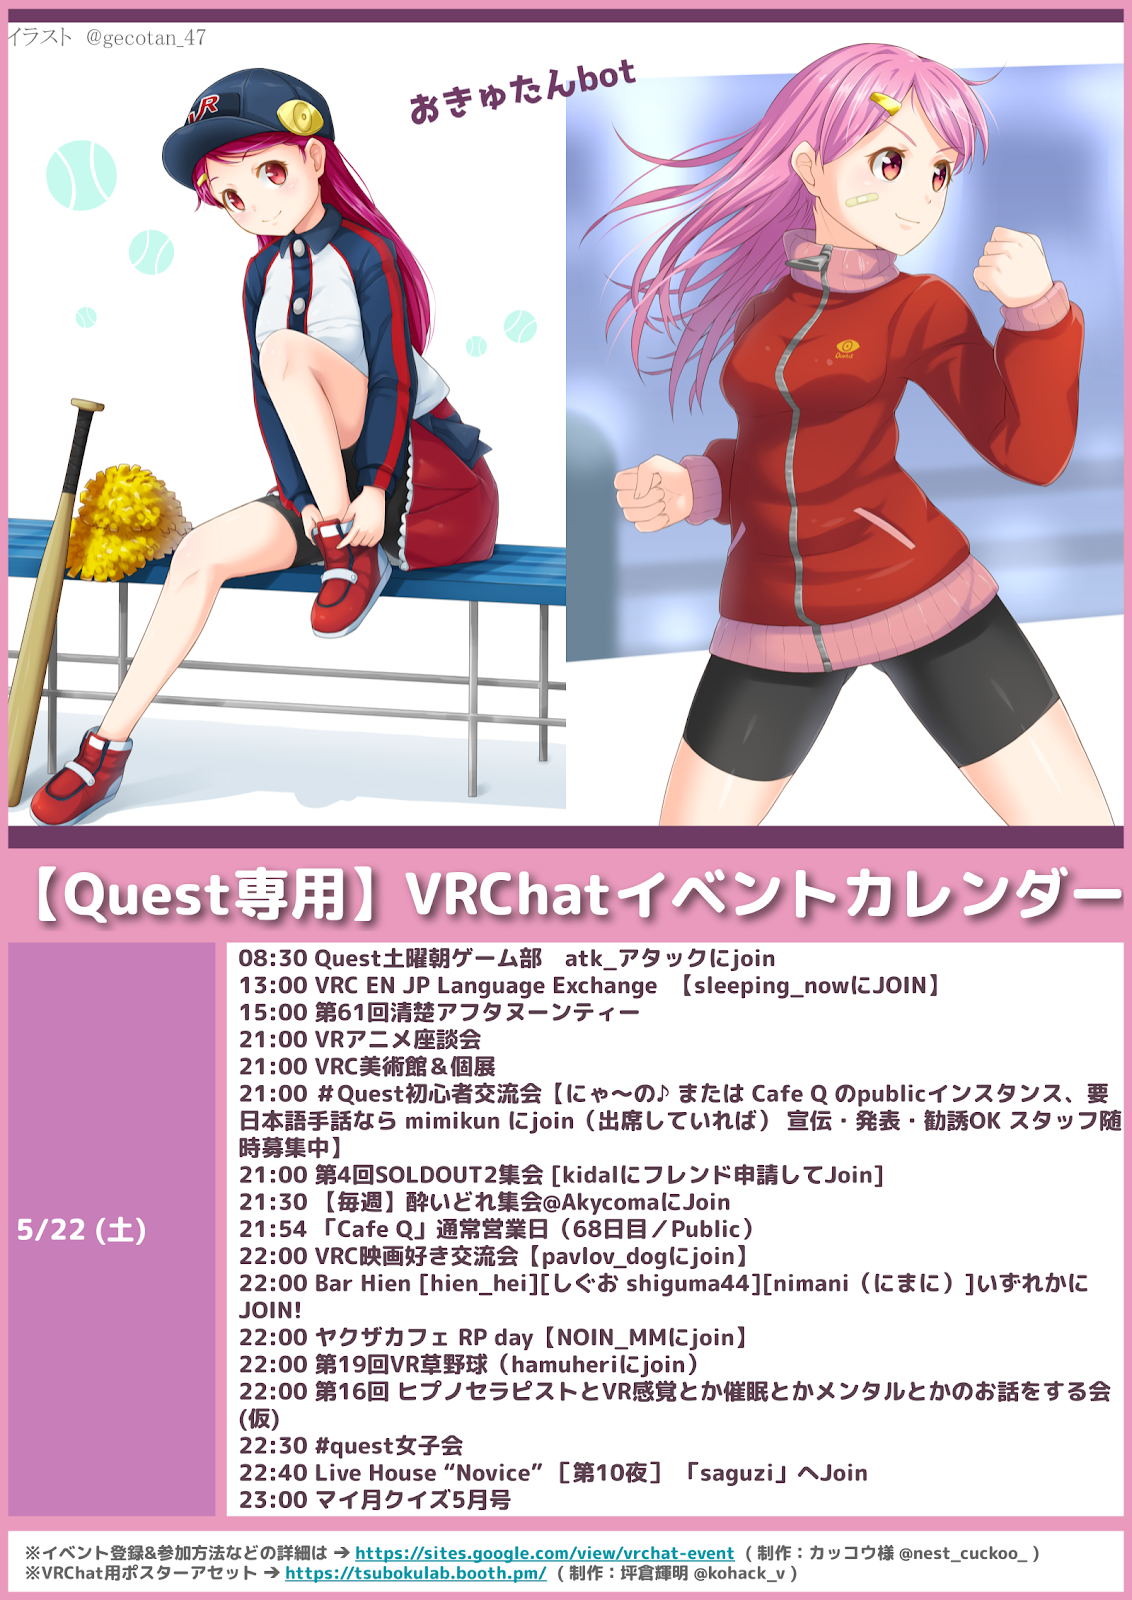 イラスト @gecotan_47
おきゅたんbot
VR
Quest
【Quest専用】VRChatイベントカレンダー
5/22 (土)
08:30 Quest土曜朝ゲーム部　atk_アタックにjoin
13:00 VRC EN JP Language Exchange 【sleeping_nowにJOIN】
15:00 第61回清楚アフタヌーンティー
21:00 VRアニメ座談会
21:00 VRC美術館＆個展
21:00 ＃Quest初心者交流会【にゃ～の♪ または Cafe Q のpublicインスタンス、要
日本語手話なら mimikun にjoin（出席していれば） 宣伝・発表・勧誘OK スタッフ随
時募集中】
21:00 第4回SOLDOUT2集会 [kidalにフレンド申請してJoin]
21:30 【毎週】酔いどれ集会@AkycomaにJoin
21:54 「Cafe Q」通常営業日（68日目／Public）
22:00 VRC映画好き交流会【pavlov_dogにjoin】
22:00 Bar Hien [hien_hei][しぐお shiguma44][nimani（にまに）]いずれかに
JOIN!
22:00 ヤクザカフェ RP day【NOIN_MMにjoin】
22:00 第19回VR草野球（hamuheriにjoin）
22:00 第16回 ヒプノセラピストとVR感覚とか催眠とかメンタルとかのお話をする会
(仮)
22:30 #quest女子会
22:40 Live House “Novice” ［第10夜］ 「saguzi」へJoin
23:00 マイ月クイズ5月号
※イベント登録&参加方法などの詳細は → https://sites.google.com/view/vrchat-event ( 制作：カッコウ様 @nest_cuckoo_ )
※VRChat用ポスターアセット → https://tsubokulab.booth.pm/ ( 制作：坪倉輝明 @kohack_v )